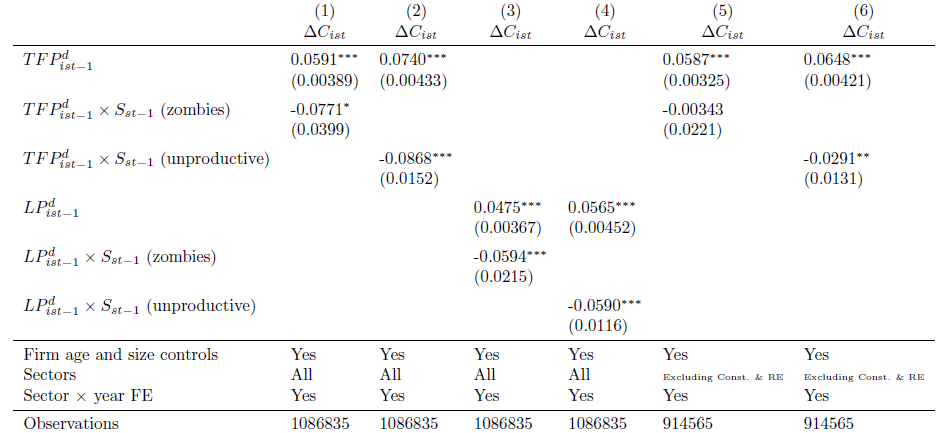 (1) (2) (3) (4) (5) (6)
ΔC_ist ΔC_ist ΔC_ist ΔC_ist ΔC_ist ΔC_ist
TFP^d_ist−1 0.0591*** 0.0740*** 0.0587*** 0.0648***
(0.00389) (0.00433) (0.00325) (0.00421)
TFP^d_ist−1 × S_st−1 (zombies) -0.0771* -0.00343
(0.0399) (0.0221)
TFP^d_ist−1 × S_st−1 (unproductive) -0.0868*** -0.0291**
(0.0152) (0.0131)
LP^d_ist−1 0.0475*** 0.0565***
(0.00367) (0.00452)
LP^d_ist−1 × S_st−1 (zombies) -0.0594***
(0.0215)
LP^d_ist−1 × S_st−1 (unproductive) -0.0590***
(0.0116)
Firm age and size controls Yes Yes Yes Yes Yes Yes
Sectors All All All All Excluding Const. & RE Excluding Const. & RE
Sector × year FE Yes Yes Yes Yes Yes Yes
Observations 1086835 1086835 1086835 1086835 914565 914565